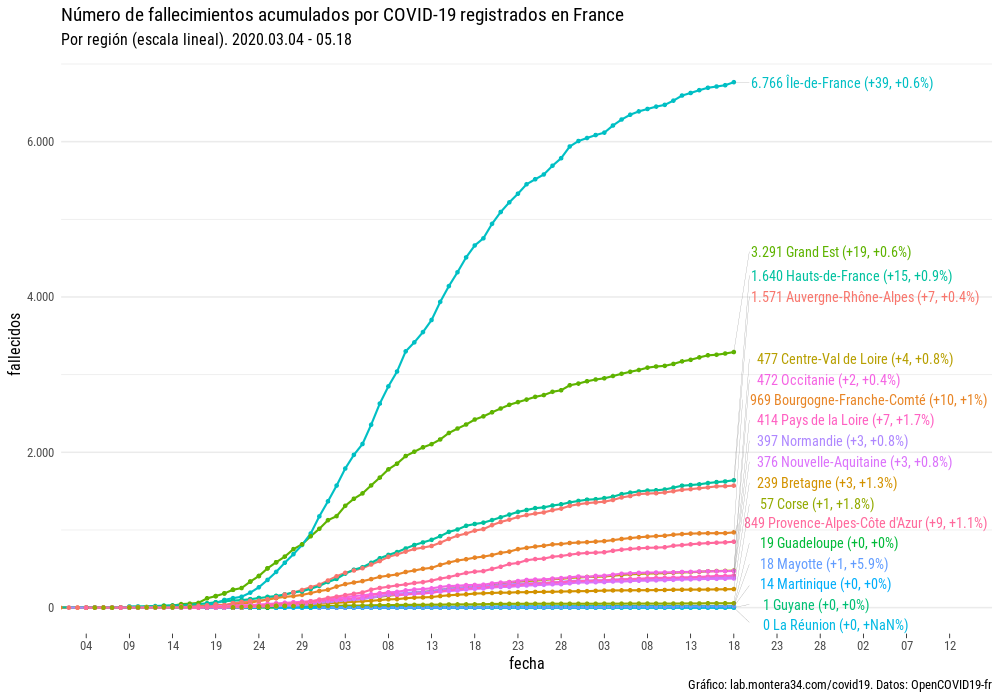 Número de fallecimientos acumulados por COVID-19 registrados en France
Por región (escala lineal). 2020.03.04 - 05.18
6.766 Île-de-France (+39, +0.6%)
6.000
3.291 Grand Est (+19, +0.6%)
1.640 Hauts-de-France (+15, +0.9%)
4.000
1.571 Auvergne-Rhône-Alpes (+7, +0.4%)
fallecidos
477 Centre-Val de Loire (+4, +0.8%)
472 Occitanie (+2, +0.4%)
969 Bourgogne-Franche-Comté (+10, +1%)
414 Pays de la Loire (+7, +1.7%)
397 Normandie (+3, +0.8%)
2.000
376 Nouvelle-Aquitaine (+3, +0.8%)
239 Bretagne (+3, +1.3%)
57 Corse (+1, +1.8%)
849 Provence-Alpes-Côte d'Azur (+9, +1.1%)
19 Guadeloupe (+0, +0%)
18 Mayotte (+1, +5.9%)
14 Martinique (+0, +0%)
1 Guyane (+0, +0%)
0
0 La Réunion (+0, +NaN%)
04 09 14 19 24 29 03 08 13 18 23 28 03 08 13 18 23 28 02 07 12
fecha
Gráfico: lab.montera34.com/covid19. Datos: OpenCOVID19-fr